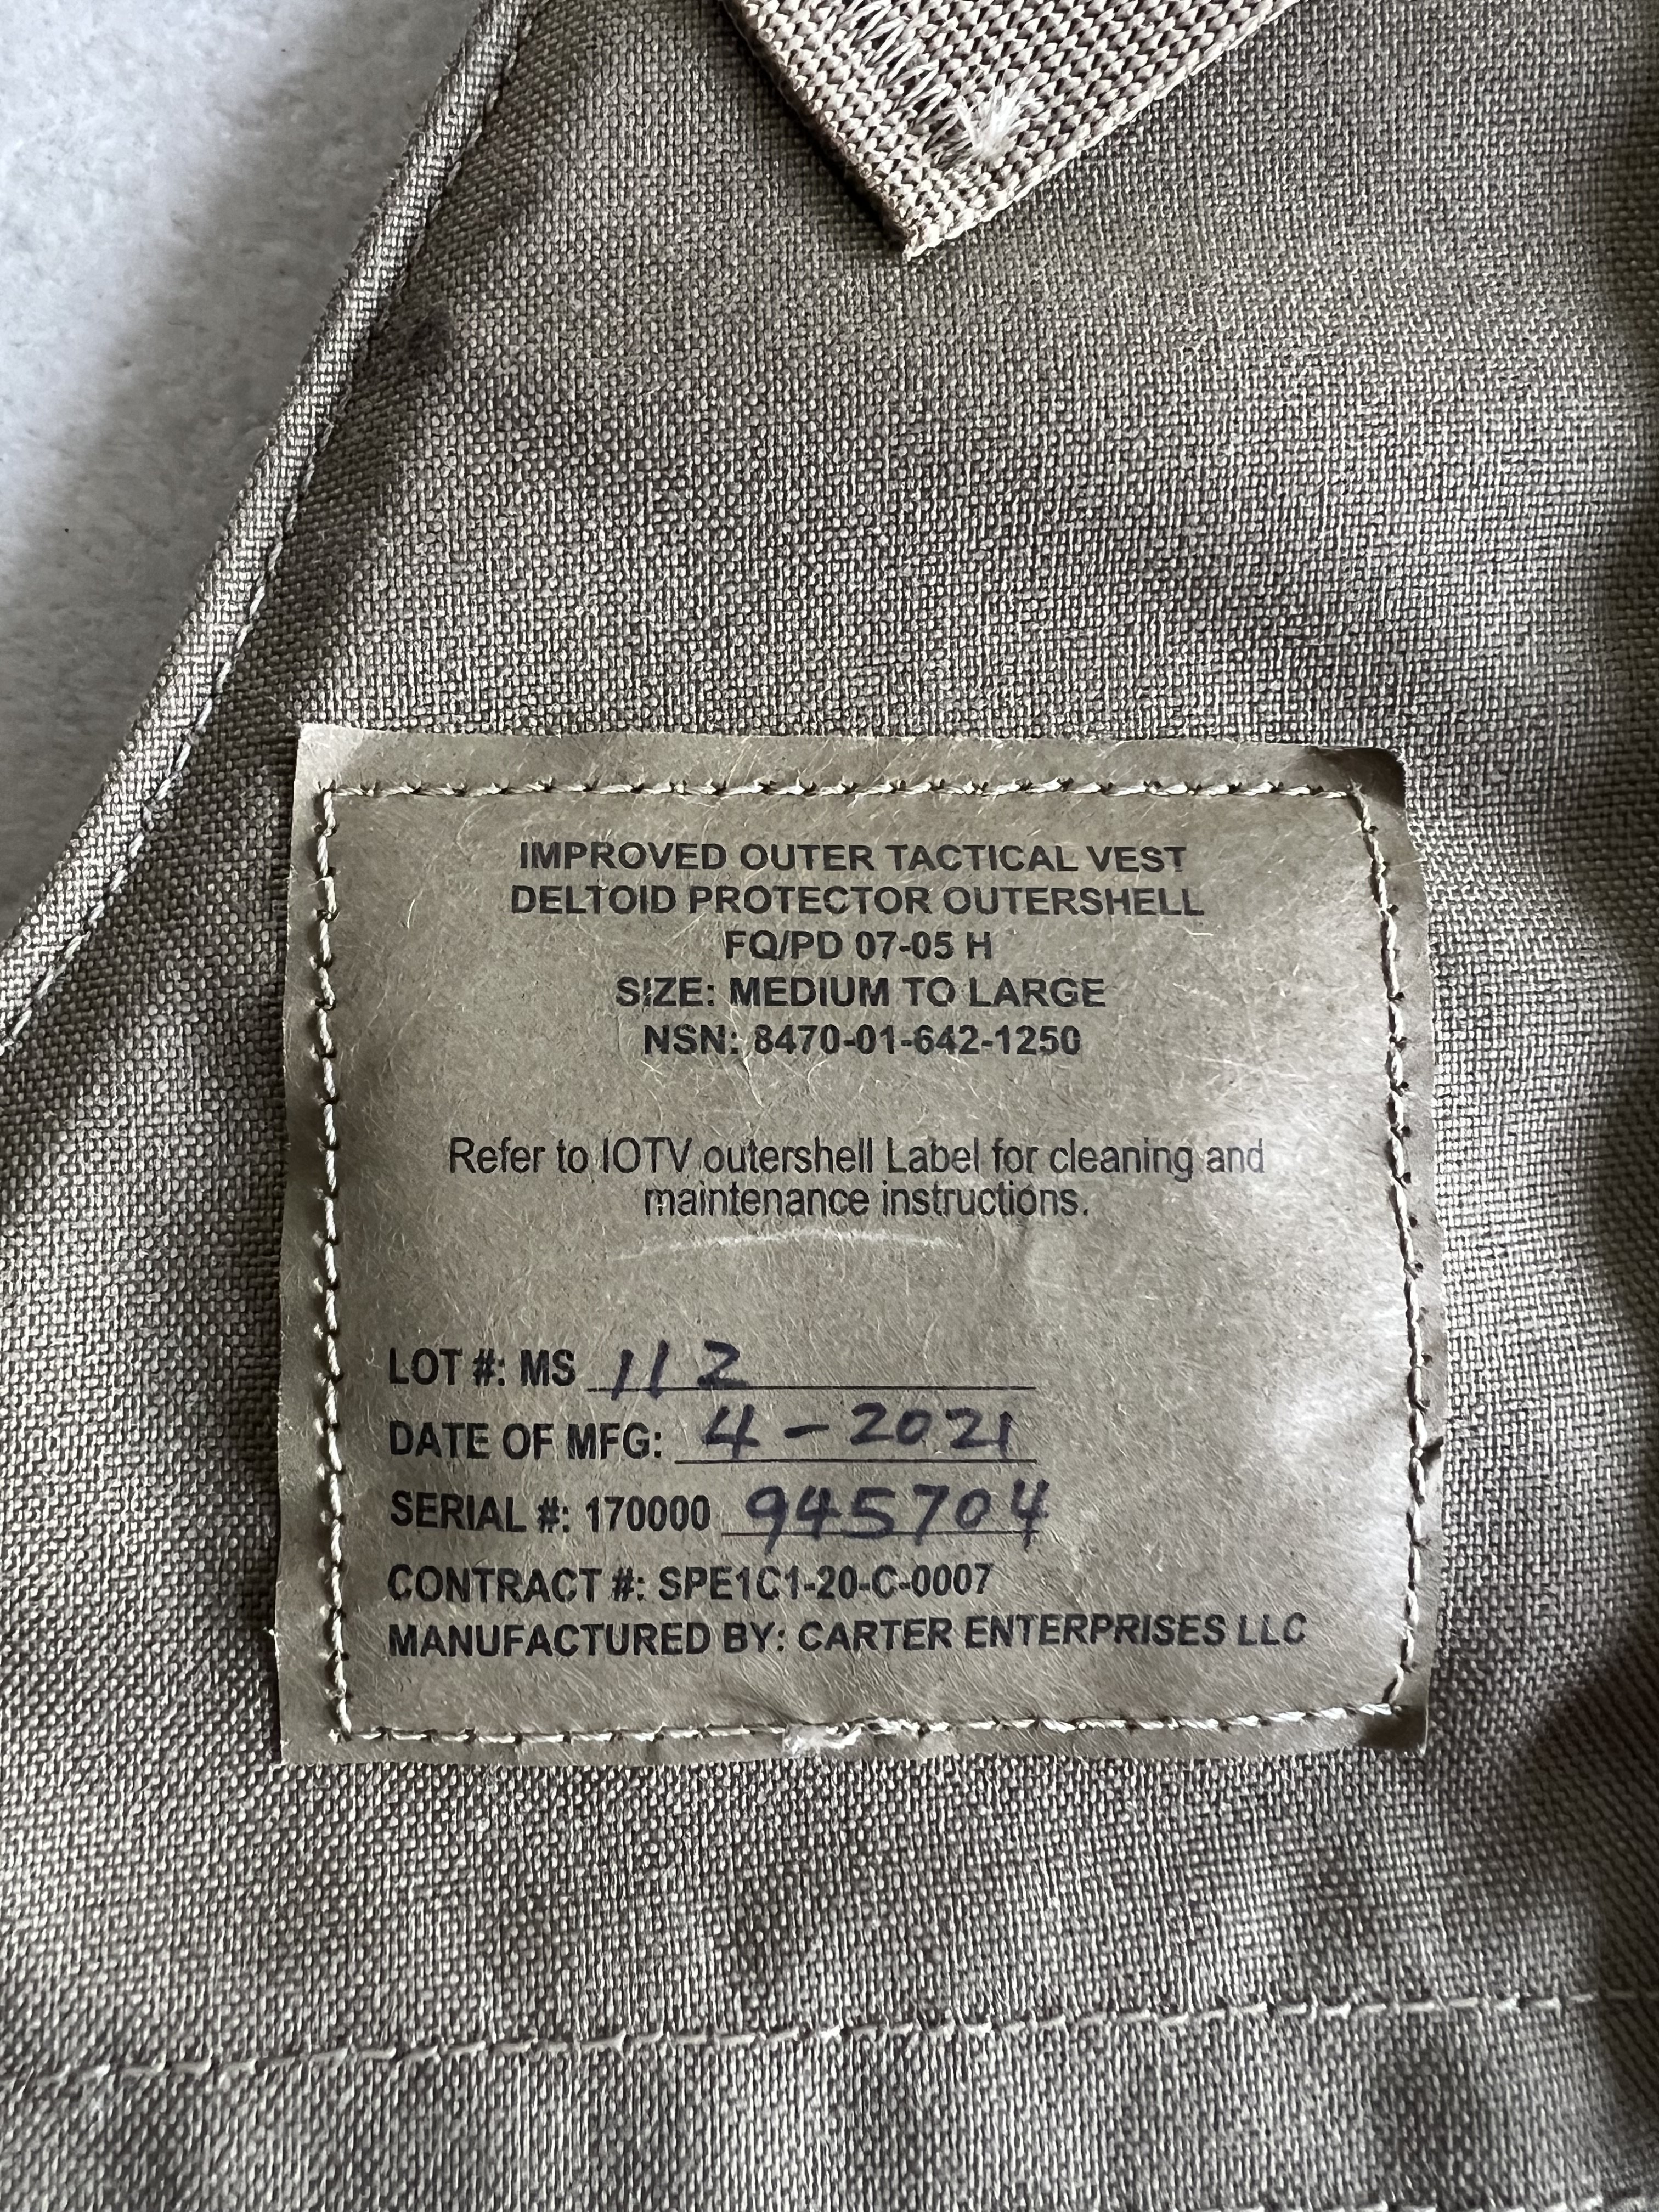 IMPROVED OUTER TACTICAL VEST
DELTOID PROTECTOR OUTERSHELL
FQ/PD 07-05 H
SIZE: MEDIUM TO LARGE
NSN: 8470-01-642-1250
Refer to IOTV outershell Label for cleaning and
maintenance instructions.
LOT #: MS 112
DATE OF MFG: 4-2021
SERIAL #: 170000 945704
CONTRACT #: SPE1C1-20-C-0007
MANUFACTURED BY: CARTER ENTERPRISES LLC